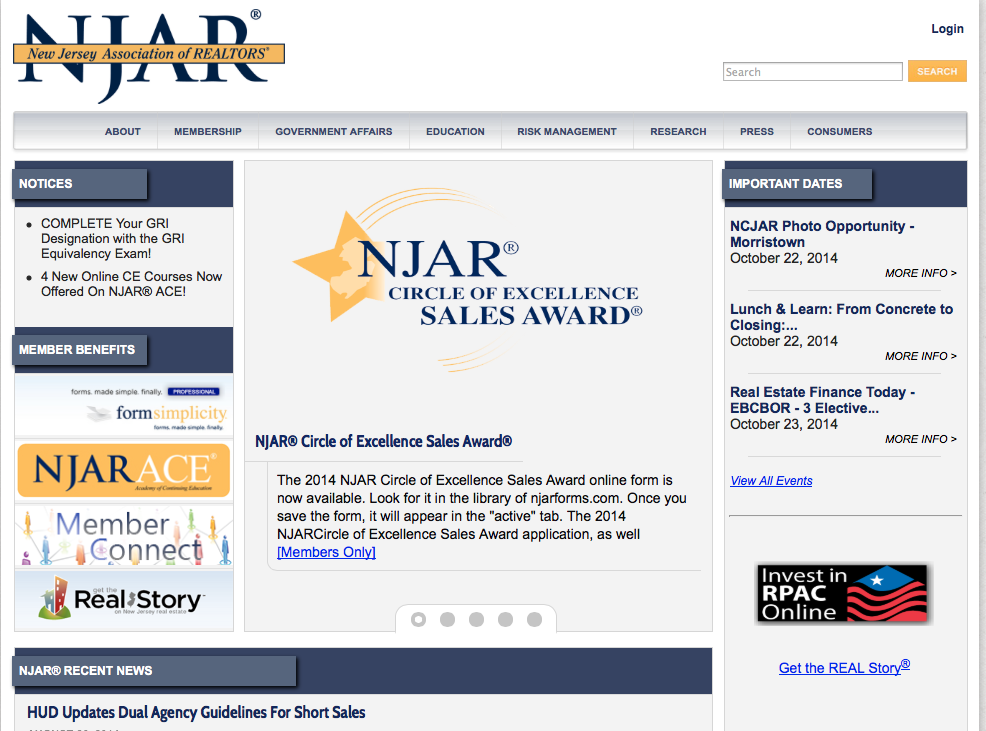 NJAR®
New Jersey Association of REALTORS®
Login
Search
SEARCH
ABOUT MEMBERSHIP GOVERNMENT AFFAIRS EDUCATION RISK MANAGEMENT RESEARCH PRESS CONSUMERS
NOTICES
COMPLETE Your GRI
Designation with the GRI
Equivalency Exam!
4 New Online CE Courses Now
Offered On NJAR® ACE!
MEMBER BENEFITS
forms. made simple. finally. PROFESSIONAL
formsimplicity
forms. made simple. finally.
NJAR ACE®
Academy of Continuing Education
Member
Connect
get the
Real Story
on New Jersey real estate
NJAR®
CIRCLE OF EXCELLENCE
SALES AWARD®
NJAR® Circle of Excellence Sales Award®
The 2014 NJAR Circle of Excellence Sales Award online form is
now available. Look for it in the library of njarforms.com. Once you
save the form, it will appear in the "active" tab. The 2014
NJARCircle of Excellence Sales Award application, as well
[Members Only]
IMPORTANT DATES
NCJAR Photo Opportunity -
Morristown
October 22, 2014
MORE INFO >
Lunch & Learn: From Concrete to
Closing:...
October 22, 2014
MORE INFO >
Real Estate Finance Today -
EBCBOR - 3 Elective...
October 23, 2014
MORE INFO >
View All Events
Invest in
RPAC
Online
Get the REAL Story®
NJAR® RECENT NEWS
HUD Updates Dual Agency Guidelines For Short Sales